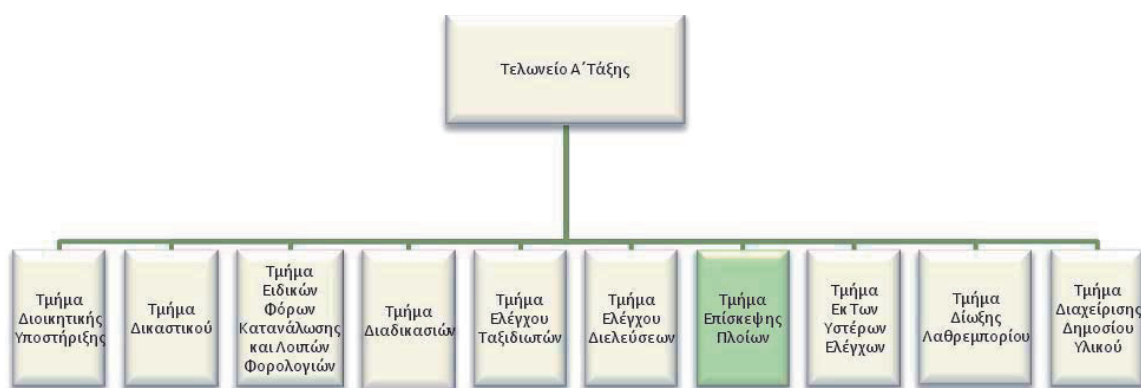 Τελωνείο Α΄ Τάξης
Τμήμα
Διοικητικής
Υποστήριξης
Τμήμα
Δικαστικού
Τμήμα
Ειδικών
Φόρων
Κατανάλωσης
και Λοιπών
Φορολογιών
Τμήμα
Διαδικασιών
Τμήμα
Ελέγχου
Ταξιδιωτών
Τμήμα
Ελέγχου
Διελεύσεων
Τμήμα
Επίσκεψης
Πλοίων
Τμήμα
Εκ Των
Υστέρων
Ελέγχων
Τμήμα
Δίωξης
Λαθρεμπορίου
Τμήμα
Διαχείρισης
Δημοσίου
Υλικού